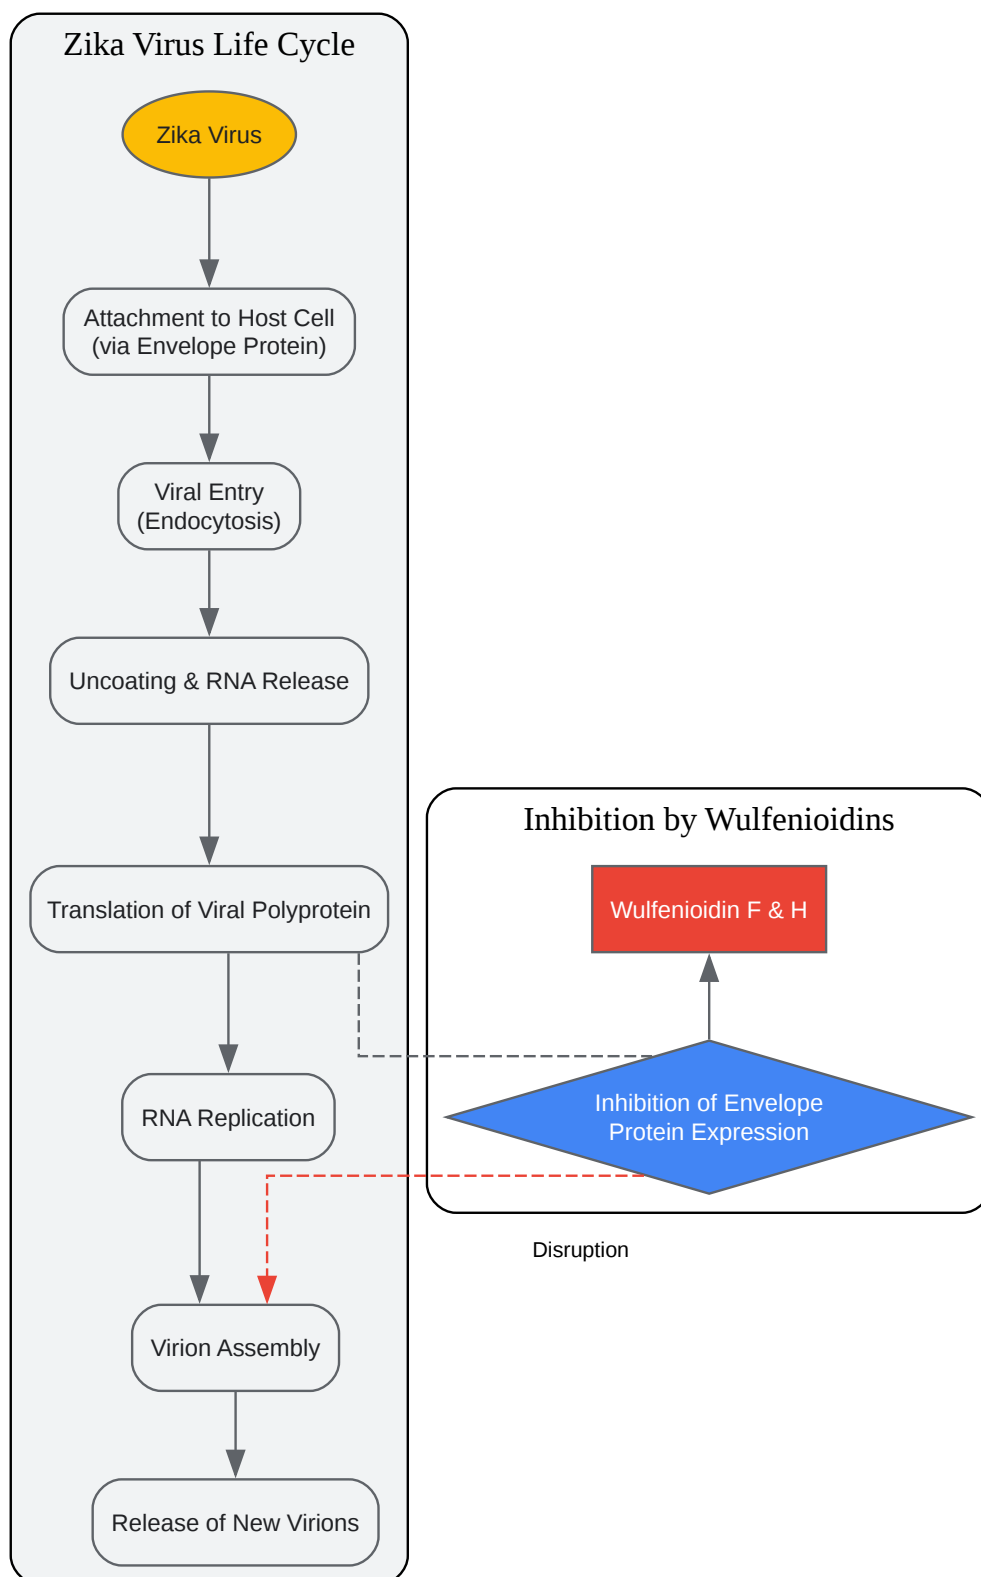 Zika Virus Life Cycle
Zika Virus
Attachment to Host Cell
(via Envelope Protein)
Viral Entry
(Endocytosis)
Uncoating & RNA Release
Translation of Viral Polyprotein
RNA Replication
Virion Assembly
Release of New Virions
Inhibition by Wulfenioidins
Wulfenioidin F & H
Inhibition of Envelope
Protein Expression
Disruption